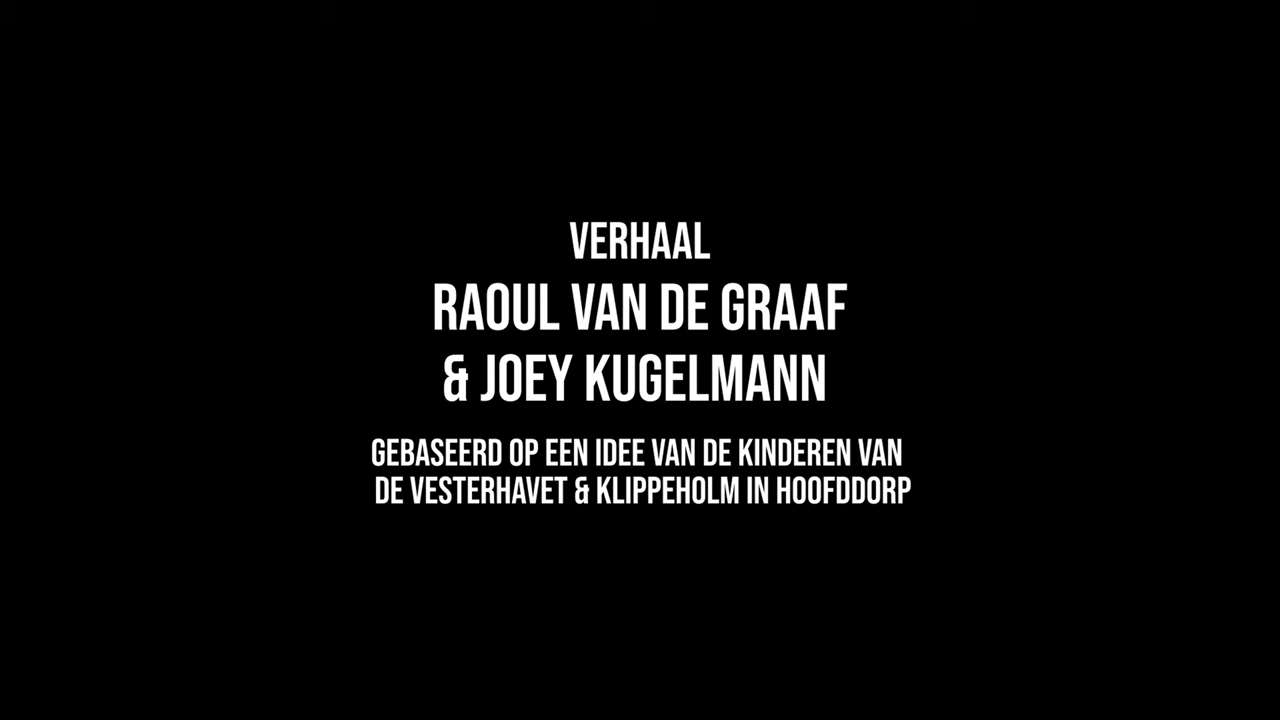 VERHAAL
RAOUL VAN DE GRAAF
& JOEY KUGELMANN
GEBASEERD OP EEN IDEE VAN DE KINDEREN VAN
DE VESTERHAVET & KLIPPEHOLM IN HOOFDDORP